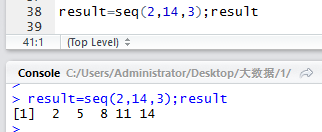 38 result=seq(2,14,3);result
39
41:1 (Top Level)
Console C:/Users/Administrator/Desktop/大数据/1/
>
> result=seq(2,14,3);result
[1]  2  5  8 11 14
>